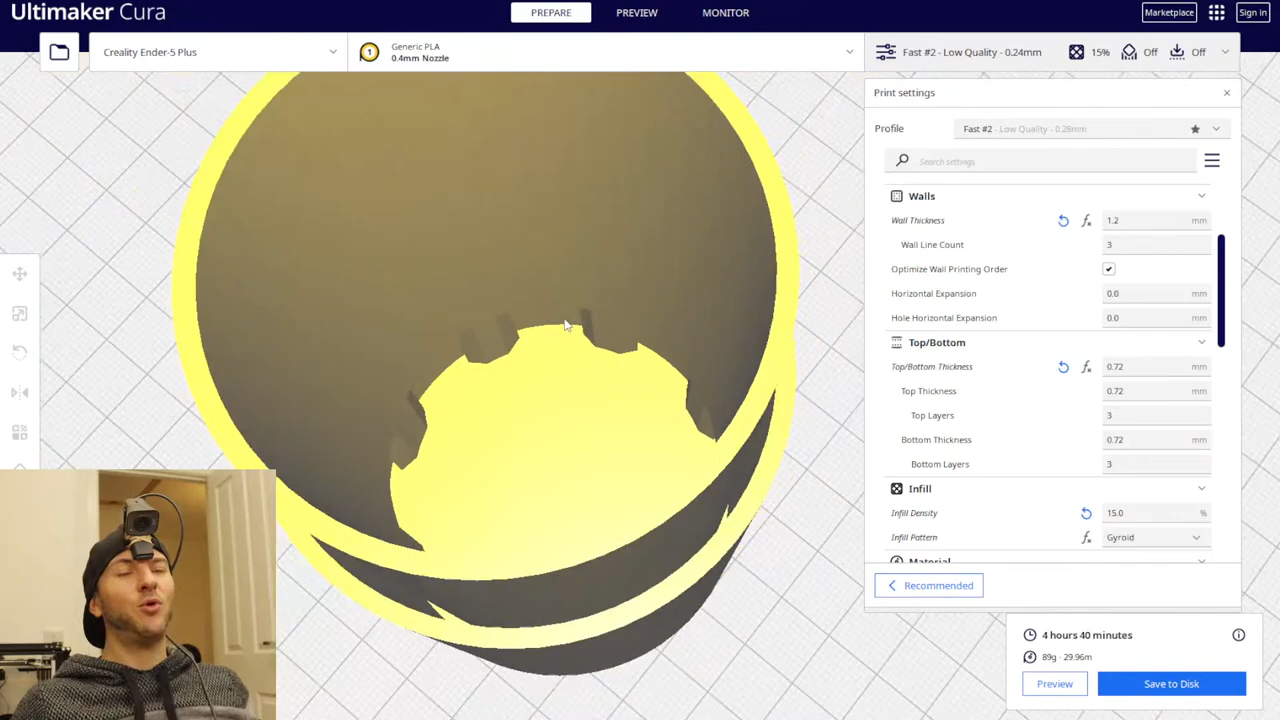 Ultimaker Cura
PREPARE
PREVIEW
MONITOR
Marketplace
Sign in
Creality Ender-5 Plus
1
Generic PLA
0.4mm Nozzle
Fast #2 - Low Quality - 0.24mm
15%
Off
Off
Print settings
Profile
Fast #2 - Low Quality - 0.28mm
Search settings
Walls
Wall Thickness 1.2 mm
Wall Line Count 3
Optimize Wall Printing Order
Horizontal Expansion 0.0 mm
Hole Horizontal Expansion 0.0 mm
Top/Bottom
Top/Bottom Thickness 0.72 mm
Top Thickness 0.72 mm
Top Layers 3
Bottom Thickness 0.72 mm
Bottom Layers 3
Infill
Infill Density 15.0 %
Infill Pattern Gyroid
Material
Recommended
4 hours 40 minutes
89g · 29.96m
Preview
Save to Disk